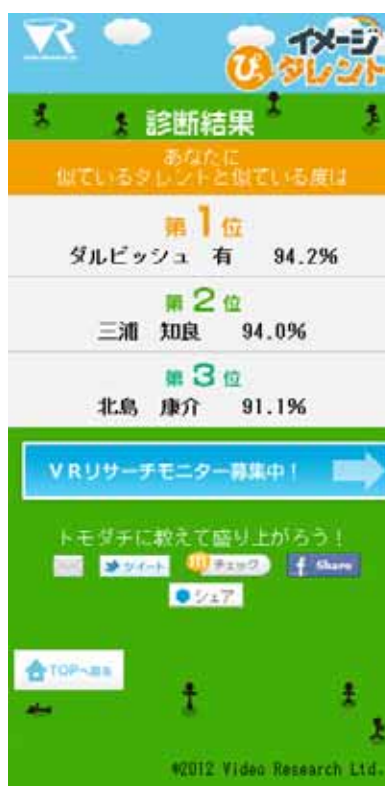 VR
イメージ
ぴっ
タレント
診断結果
あなたに
似ているタレントと似ている度は
第1位
ダルビッシュ 有 94.2%
第2位
三浦 知良 94.0%
第3位
北島 康介 91.1%
VRリサーチモニター募集中!
トモダチに教えて盛り上がろう!
ツイート
m チェック
f Share
シェア
TOPへ戻る
©2012 Video Research Ltd.